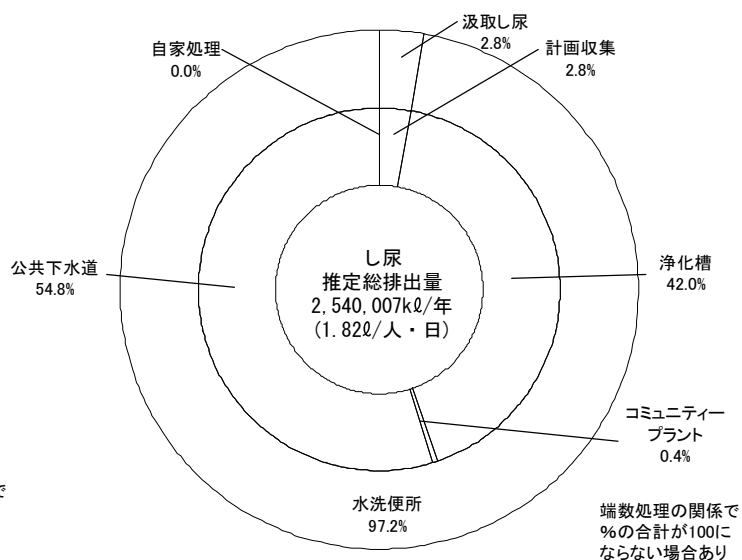 汲取し尿
2.8%
自家処理
0.0%
計画収集
2.8%
公共下水道
54.8%
し尿
推定総排出量
2,540,007kℓ/年
(1.82ℓ/人・日)
浄化槽
42.0%
コミュニティー
プラント
0.4%
水洗便所
97.2%
で
端数処理の関係で
%の合計が100に
ならない場合あり